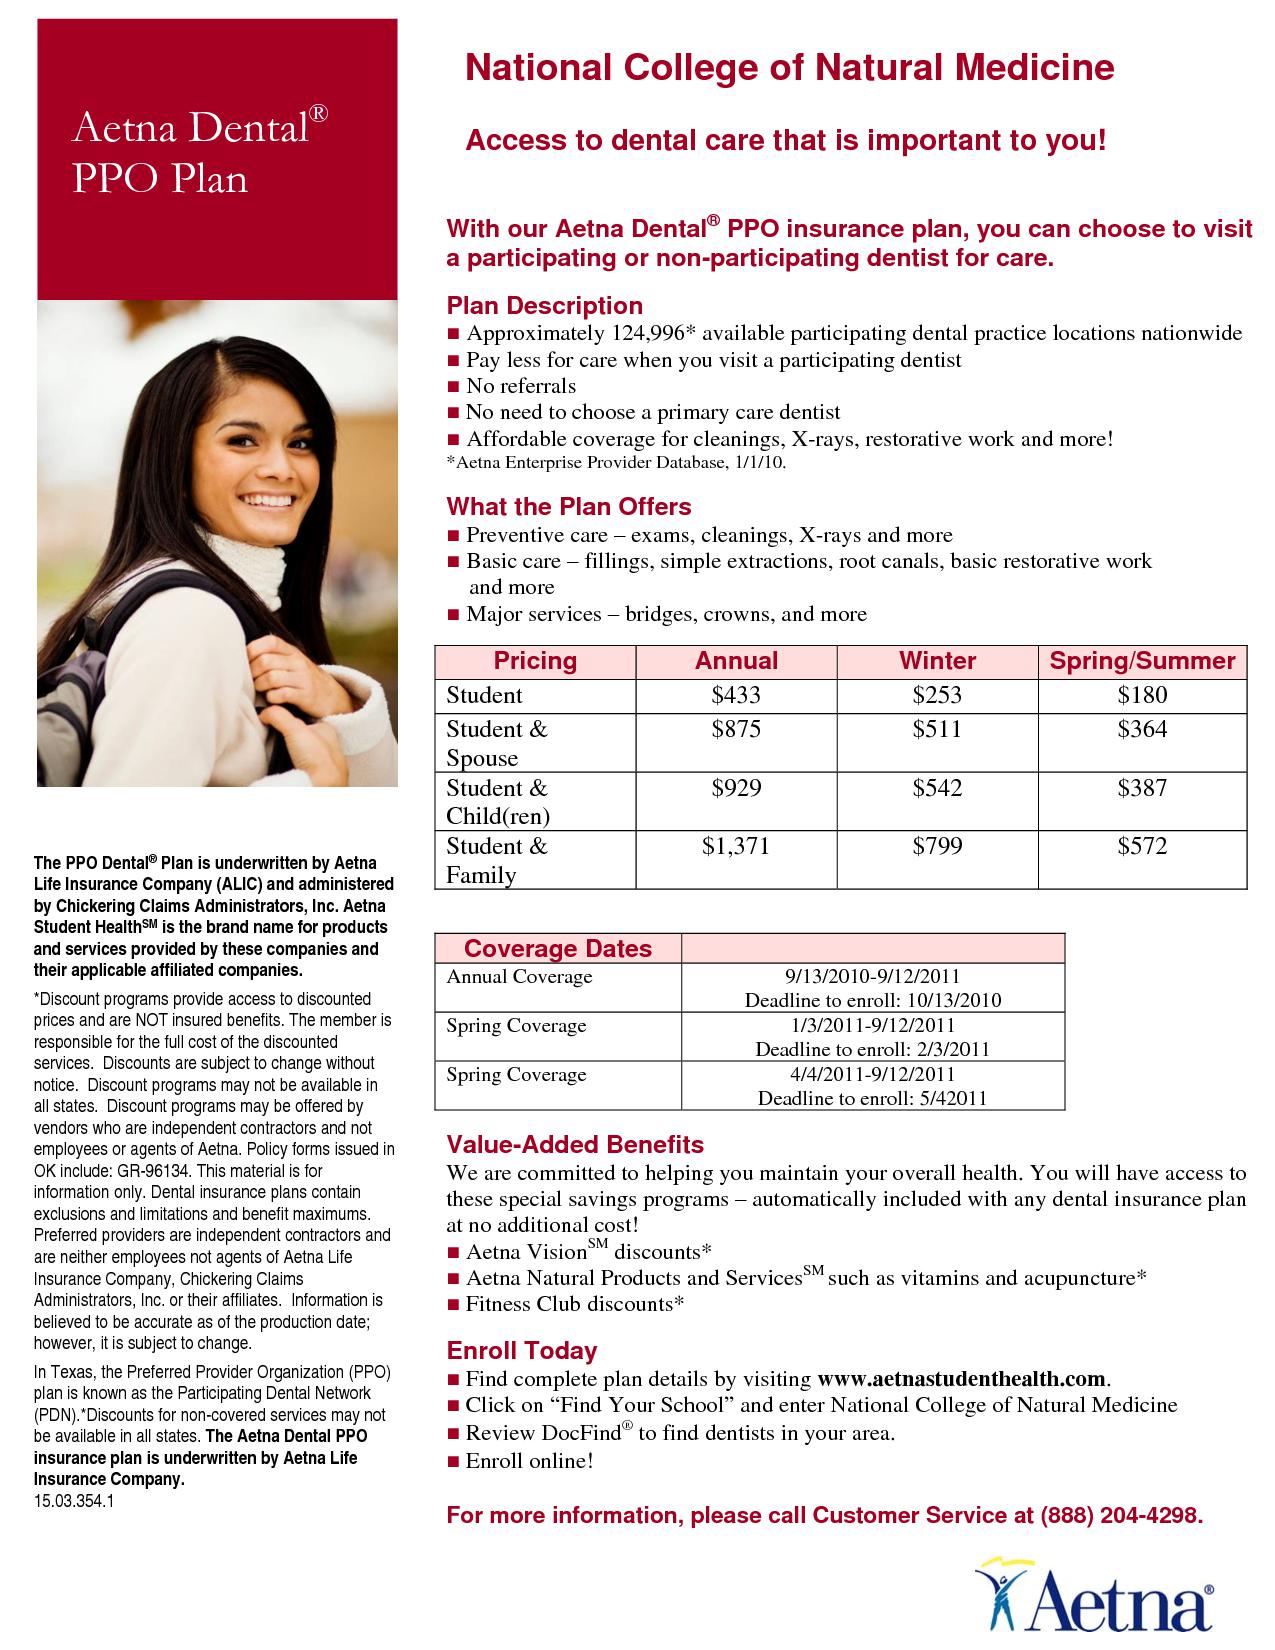 Aetna Dental®
PPO Plan
The PPO Dental® Plan is underwritten by Aetna
Life Insurance Company (ALIC) and administered
by Chickering Claims Administrators, Inc. Aetna
Student HealthSM is the brand name for products
and services provided by these companies and
their applicable affiliated companies.
*Discount programs provide access to discounted
prices and are NOT insured benefits. The member is
responsible for the full cost of the discounted
services.  Discounts are subject to change without
notice.  Discount programs may not be available in
all states.  Discount programs may be offered by
vendors who are independent contractors and not
employees or agents of Aetna. Policy forms issued in
OK include: GR-96134. This material is for
information only. Dental insurance plans contain
exclusions and limitations and benefit maximums.
Preferred providers are independent contractors and
are neither employees not agents of Aetna Life
Insurance Company, Chickering Claims
Administrators, Inc. or their affiliates.  Information is
believed to be accurate as of the production date;
however, it is subject to change.
In Texas, the Preferred Provider Organization (PPO)
plan is known as the Participating Dental Network
(PDN).*Discounts for non-covered services may not
be available in all states. The Aetna Dental PPO
insurance plan is underwritten by Aetna Life
Insurance Company.
15.03.354.1
National College of Natural Medicine
Access to dental care that is important to you!
With our Aetna Dental® PPO insurance plan, you can choose to visit
a participating or non-participating dentist for care.
Plan Description
■ Approximately 124,996* available participating dental practice locations nationwide
■ Pay less for care when you visit a participating dentist
■ No referrals
■ No need to choose a primary care dentist
■ Affordable coverage for cleanings, X-rays, restorative work and more!
*Aetna Enterprise Provider Database, 1/1/10.
What the Plan Offers
■ Preventive care – exams, cleanings, X-rays and more
■ Basic care – fillings, simple extractions, root canals, basic restorative work
and more
■ Major services – bridges, crowns, and more
Pricing Annual Winter Spring/Summer
Student $433 $253 $180
Student & $875 $511 $364
Spouse
Student & $929 $542 $387
Child(ren)
Student & $1,371 $799 $572
Family
Coverage Dates
Annual Coverage 9/13/2010-9/12/2011
Deadline to enroll: 10/13/2010
Spring Coverage 1/3/2011-9/12/2011
Deadline to enroll: 2/3/2011
Spring Coverage 4/4/2011-9/12/2011
Deadline to enroll: 5/42011
Value-Added Benefits
We are committed to helping you maintain your overall health. You will have access to
these special savings programs – automatically included with any dental insurance plan
at no additional cost!
■ Aetna VisionSM discounts*
■ Aetna Natural Products and ServicesSM such as vitamins and acupuncture*
■ Fitness Club discounts*
Enroll Today
■ Find complete plan details by visiting www.aetnastudenthealth.com.
■ Click on “Find Your School” and enter National College of Natural Medicine
■ Review DocFind® to find dentists in your area.
■ Enroll online!
For more information, please call Customer Service at (888) 204-4298.
Aetna®